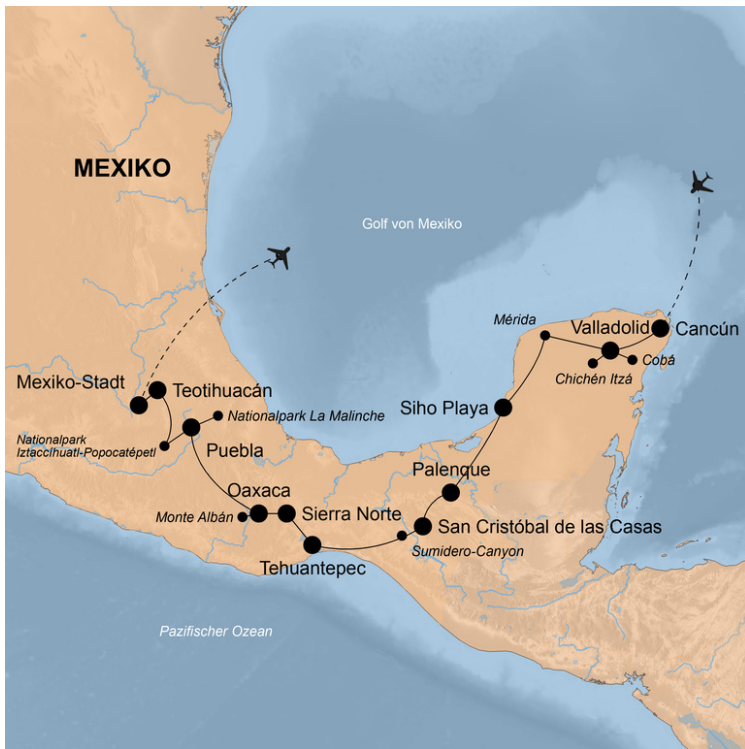 MEXIKO
Golf von Mexiko
Mérida
Valladolid
Cancún
Cobá
Chichén Itzá
Mexiko-Stadt
Teotihuacán
Siho Playa
Nationalpark La Malinche
Nationalpark
Iztaccíhuatl-Popocatépetl
Puebla
Palenque
Oaxaca
Monte Albán
Sierra Norte
San Cristóbal de las Casas
Sumidero-Canyon
Tehuantepec
Pazifischer Ozean